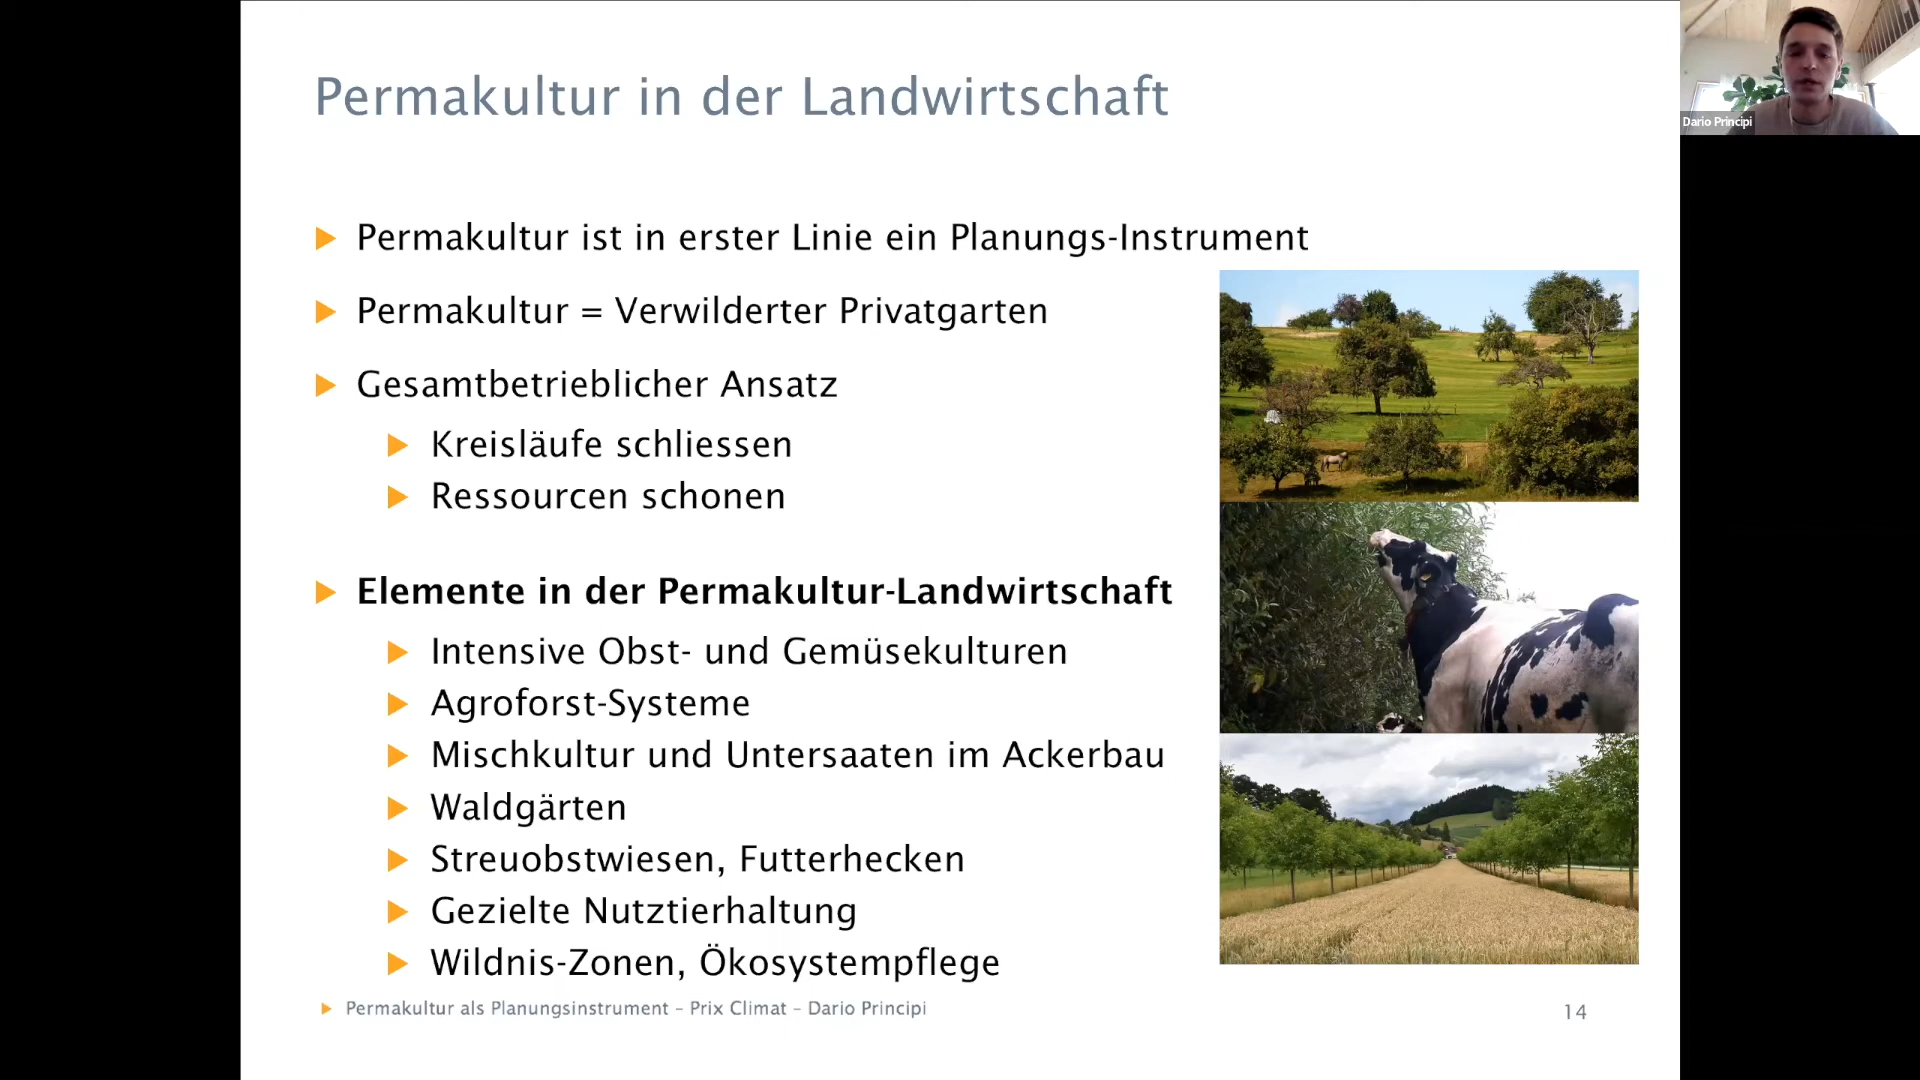 Permakultur in der Landwirtschaft
Dario Principi
Permakultur ist in erster Linie ein Planungs-Instrument
Permakultur = Verwilderter Privatgarten
Gesamtbetrieblicher Ansatz
Kreisläufe schliessen
Ressourcen schonen
Elemente in der Permakultur-Landwirtschaft
Intensive Obst- und Gemüsekulturen
Agroforst-Systeme
Mischkultur und Untersaaten im Ackerbau
Waldgärten
Streuobstwiesen, Futterhecken
Gezielte Nutztierhaltung
Wildnis-Zonen, Ökosystempflege
Permakultur als Planungsinstrument – Prix Climat – Dario Principi
14